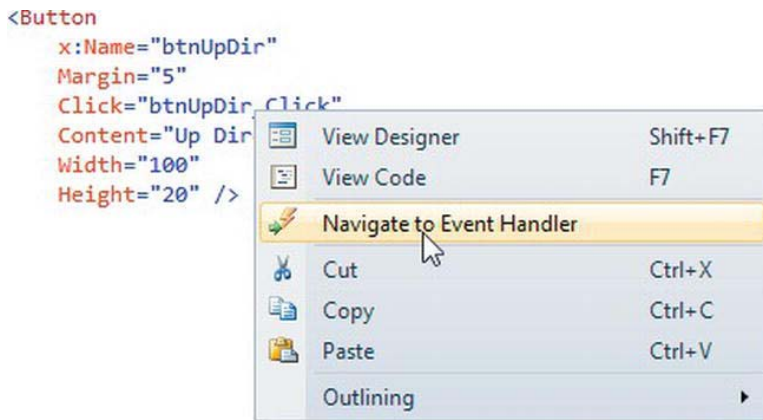 <Button
x:Name="btnUpDir"
Margin="5"
Click="btnUpDir_Click"
Content="Up Dir
Width="100"
Height="20" />
View Designer Shift+F7
View Code F7
Navigate to Event Handler
Cut Ctrl+X
Copy Ctrl+C
Paste Ctrl+V
Outlining